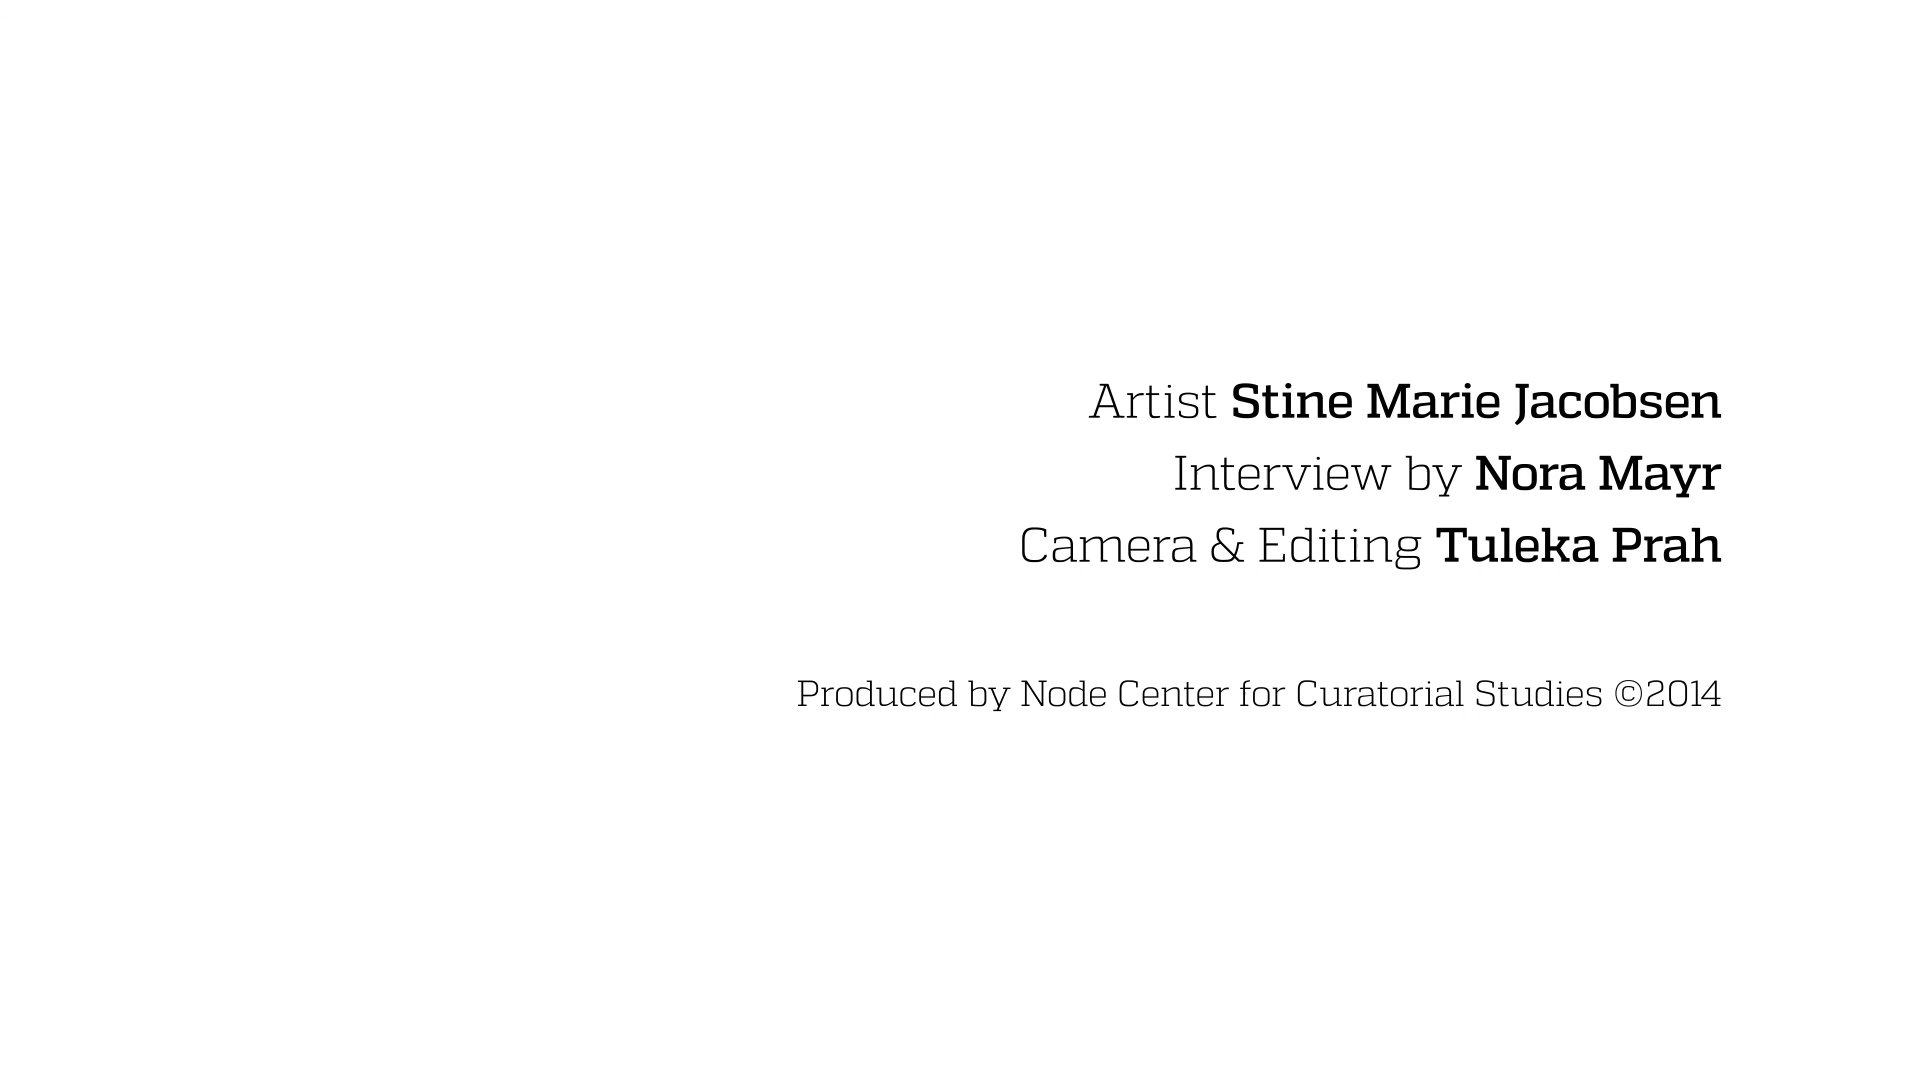 Artist Stine Marie Jacobsen
Interview by Nora Mayr
Camera & Editing Tuleka Prah
Produced by Node Center for Curatorial Studies ©2014